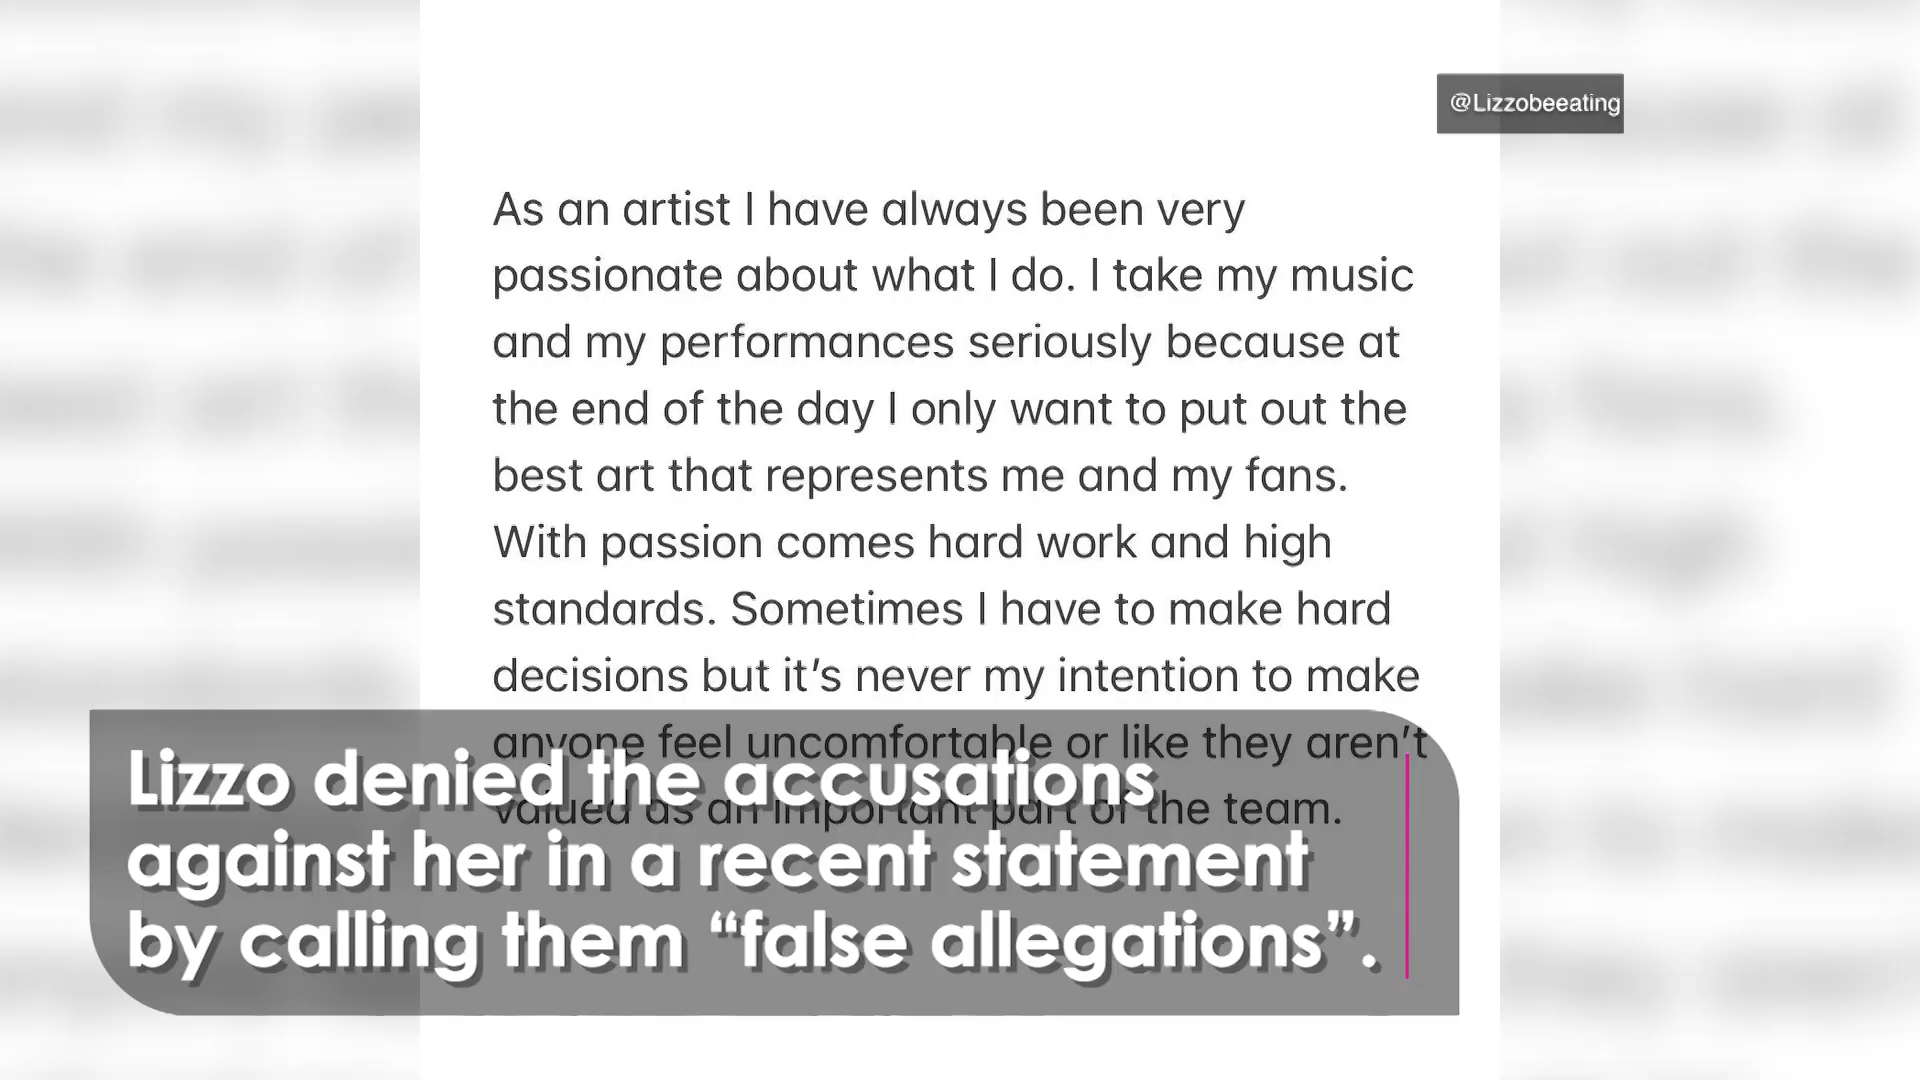 @Lizzobeeating
As an artist I have always been very
passionate about what I do. I take my music
and my performances seriously because at
the end of the day I only want to put out the
best art that represents me and my fans.
With passion comes hard work and high
standards. Sometimes I have to make hard
decisions but it’s never my intention to make
anyone feel uncomfortable or like they aren’t
valued as an important part of the team.
Lizzo denied the accusations
against her in a recent statement
by calling them “false allegations”.